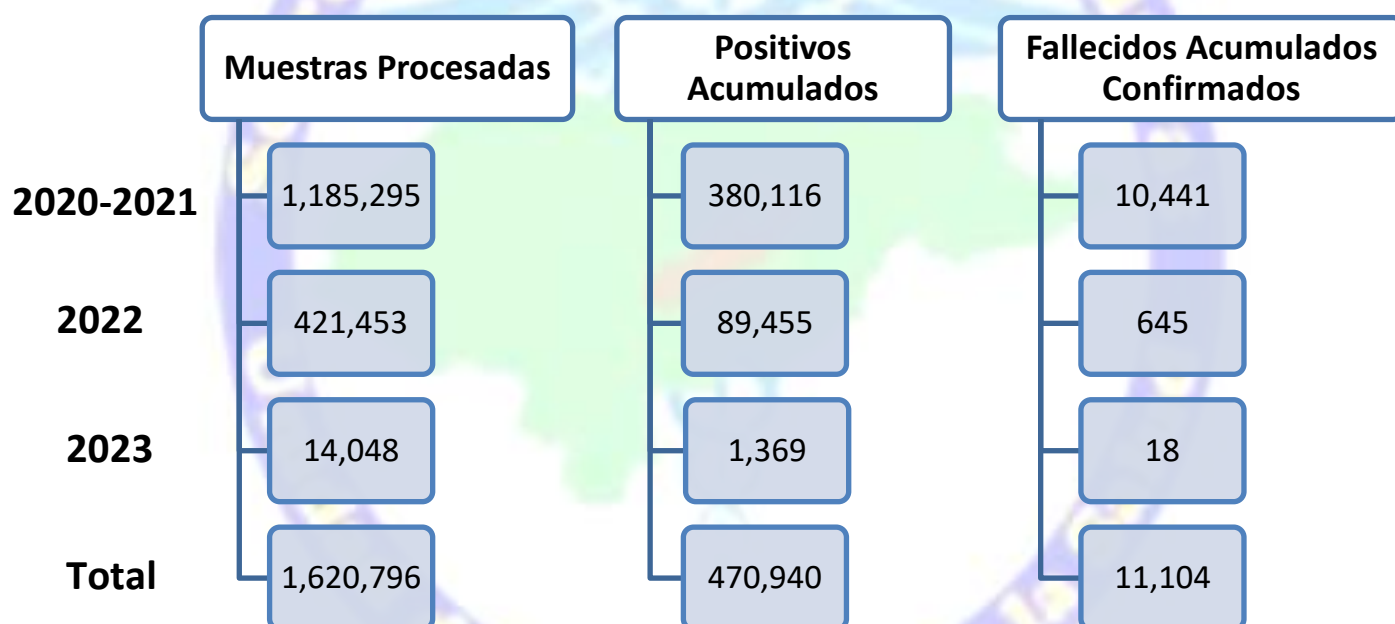 Muestras Procesadas
Positivos
Acumulados
Fallecidos Acumulados
Confirmados
2020-2021
1,185,295
380,116
10,441
2022
421,453
89,455
645
2023
14,048
1,369
18
Total
1,620,796
470,940
11,104